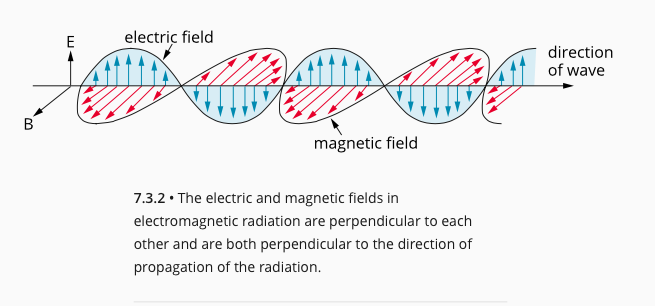 electric field
E
direction
of wave
B
magnetic field
7.3.2 • The electric and magnetic fields in
electromagnetic radiation are perpendicular to each
other and are both perpendicular to the direction of
propagation of the radiation.